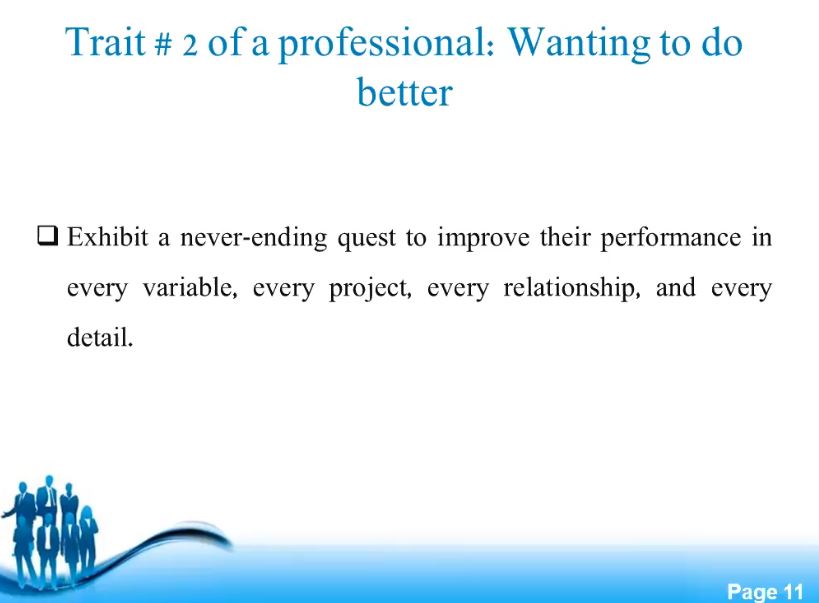 Trait # 2 of a professional: Wanting to do
better
❑ Exhibit a never-ending quest to improve their performance in
every variable, every project, every relationship, and every
detail.
Page 11